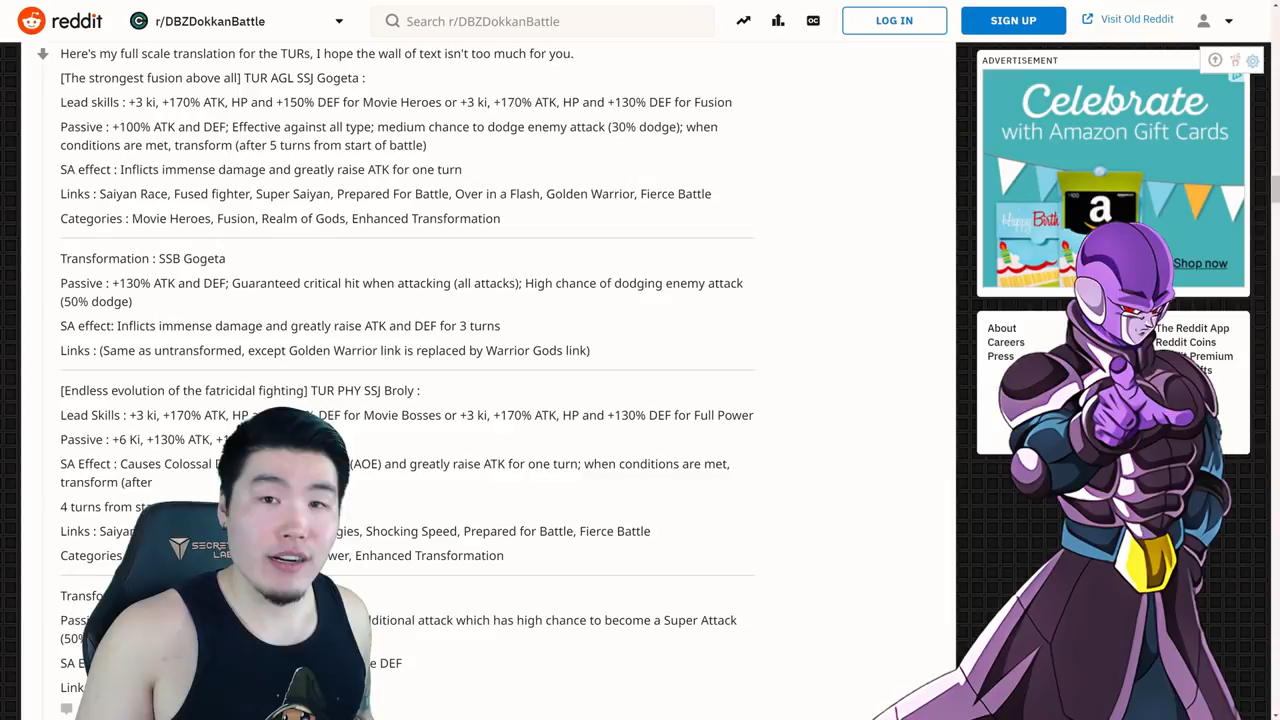 reddit
r/DBZDokkanBattle
Search r/DBZDokkanBattle
LOG IN
SIGN UP
Visit Old Reddit
Here's my full scale translation for the TURs, I hope the wall of text isn't too much for you.
[The strongest fusion above all] TUR AGL SSJ Gogeta :
Lead skills : +3 ki, +170% ATK, HP and +150% DEF for Movie Heroes or +3 ki, +170% ATK, HP and +130% DEF for Fusion
Passive : +100% ATK and DEF; Effective against all type; medium chance to dodge enemy attack (30% dodge); when
conditions are met, transform (after 5 turns from start of battle)
SA effect : Inflicts immense damage and greatly raise ATK for one turn
Links : Saiyan Race, Fused fighter, Super Saiyan, Prepared For Battle, Over in a Flash, Golden Warrior, Fierce Battle
Categories : Movie Heroes, Fusion, Realm of Gods, Enhanced Transformation
Transformation : SSB Gogeta
Passive : +130% ATK and DEF; Guaranteed critical hit when attacking (all attacks); High chance of dodging enemy attack
(50% dodge)
SA effect: Inflicts immense damage and greatly raise ATK and DEF for 3 turns
Links : (Same as untransformed, except Golden Warrior link is replaced by Warrior Gods link)
[Endless evolution of the fatricidal fighting] TUR PHY SSJ Broly :
Lead Skills : +3 ki, +170% ATK, HP DEF for Movie Bosses or +3 ki, +170% ATK, HP and +130% DEF for Full Power
Passive : +6 Ki, +130% ATK,
SA Effect : Causes Colossal (AOE) and greatly raise ATK for one turn; when conditions are met,
transform (after
4 turns from
Links : Shocking Speed, Prepared for Battle, Fierce Battle
Categories Enhanced Transformation
attack which has high chance to become a Super Attack
DEF
SECRET
LAB
ADVERTISEMENT
Celebrate
with Amazon Gift Cards
Happy
a
Shop now
About
Careers
Press
The Reddit App
Reddit Coins
Premium